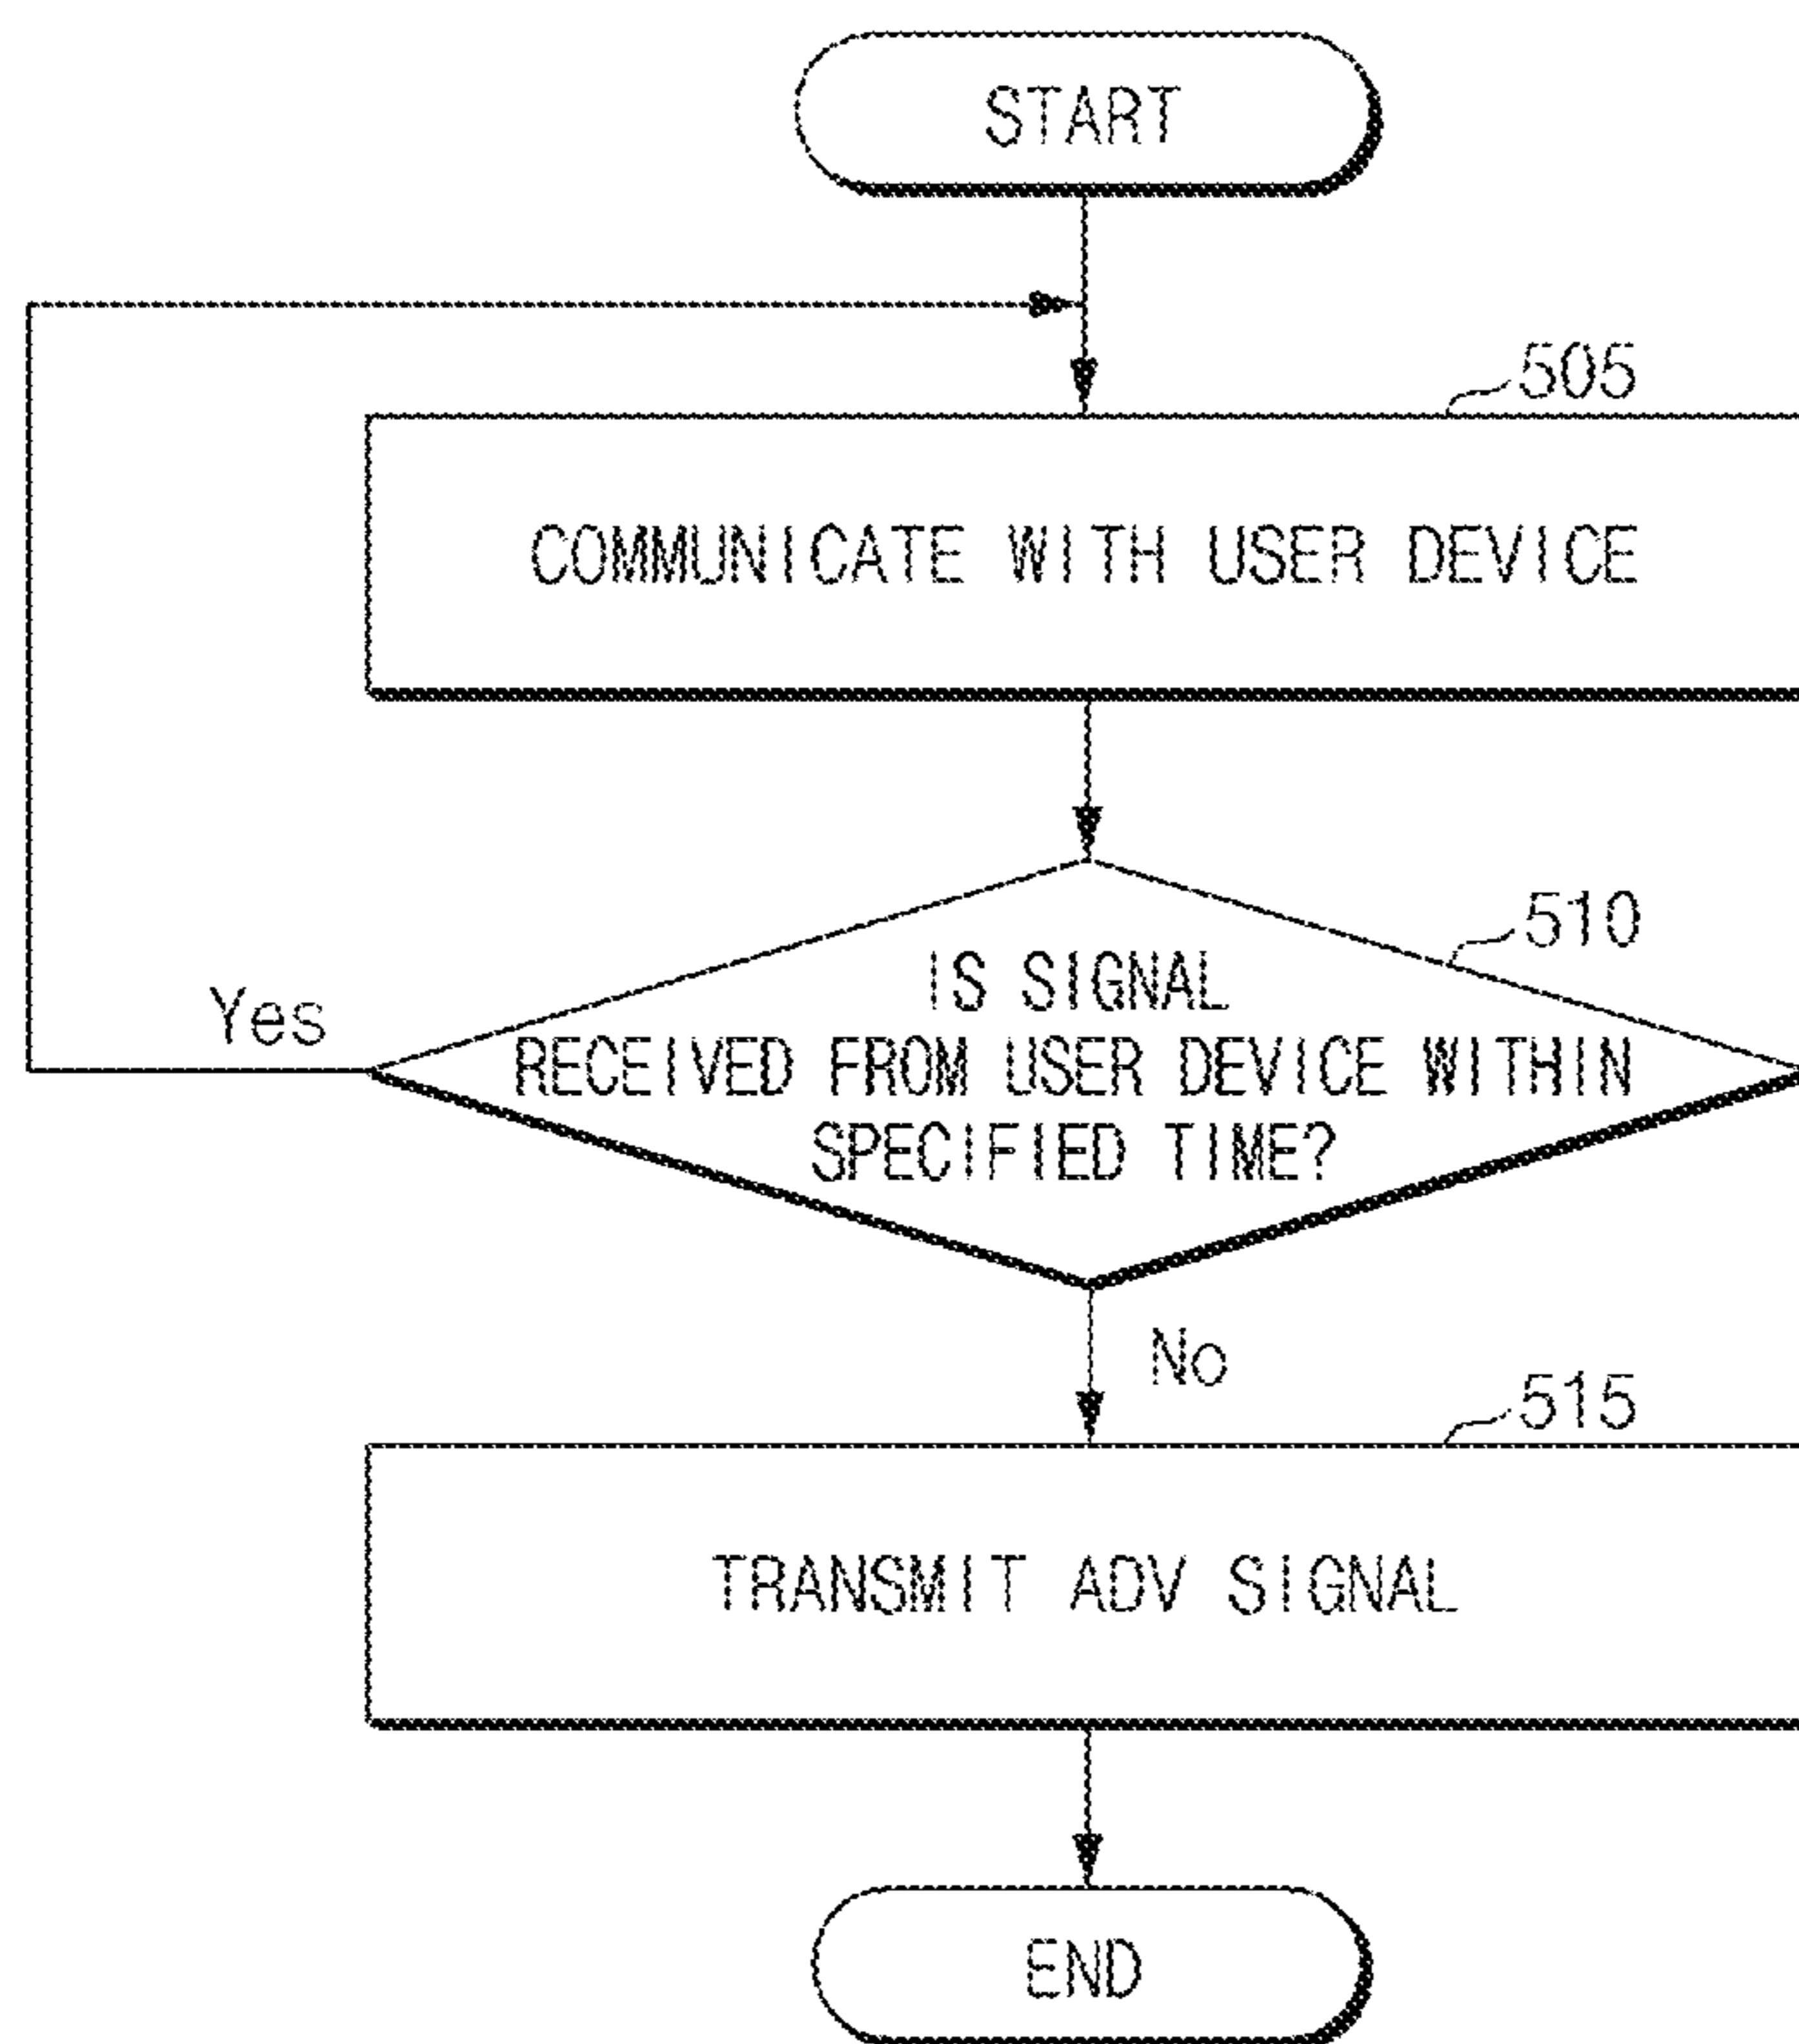 START
505
COMMUNICATE WITH USER DEVICE
510
IS SIGNAL
RECEIVED FROM USER DEVICE WITHIN
SPECIFIED TIME?
Yes
No
515
TRANSMIT ADV SIGNAL
END